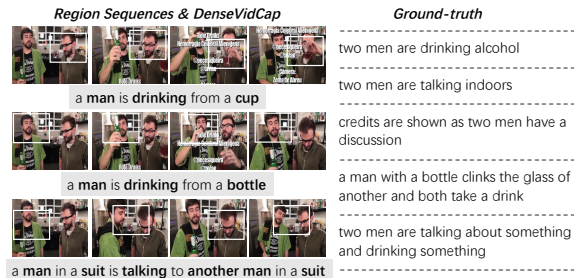 Region Sequences & DenseVidCap
Ground-truth
a man is drinking from a cup
a man is drinking from a bottle
a man in a suit is talking to another man in a suit
two men are drinking alcohol
two men are talking indoors
credits are shown as two men have a
discussion
a man with a bottle clinks the glass of
another and both take a drink
two men are talking about something
and drinking something